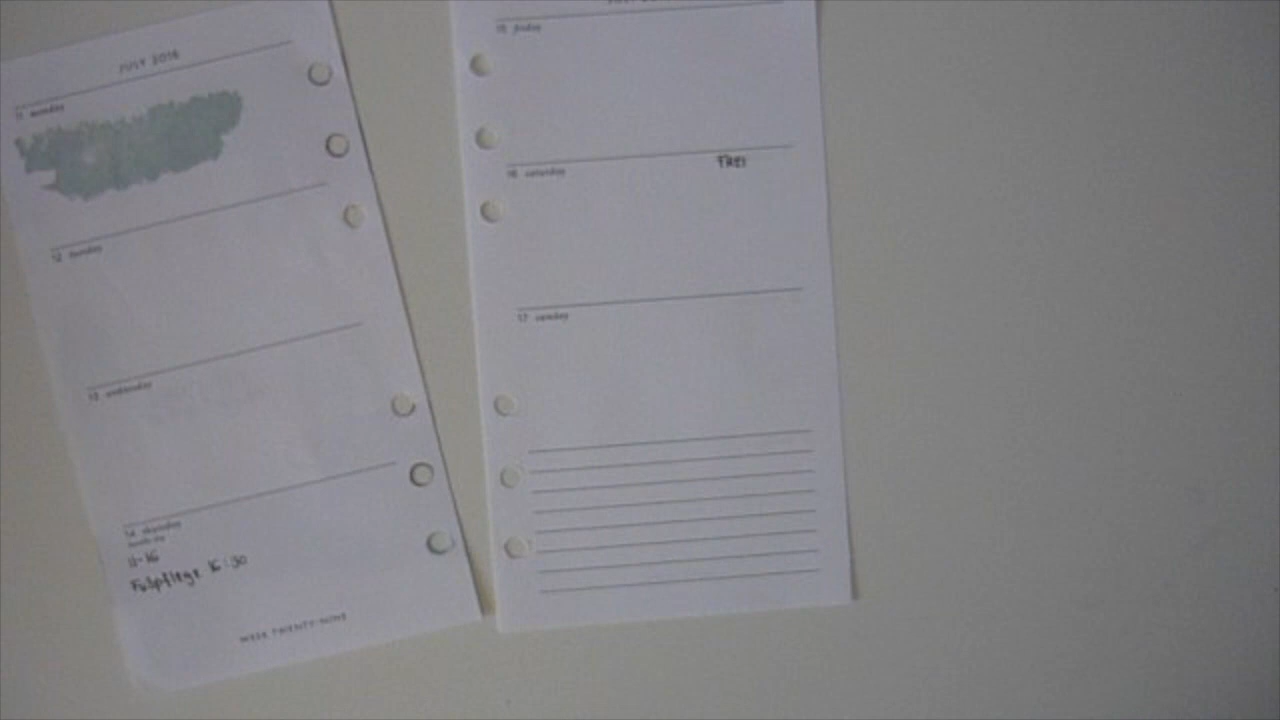 JULY 2016
11 monday
12 tuesday
13 wednesday
14 thursday
11-16
Fußpflege 16:30
WEEK TWENTY-NINE
15 friday
16 saturday
FREI
17 sunday